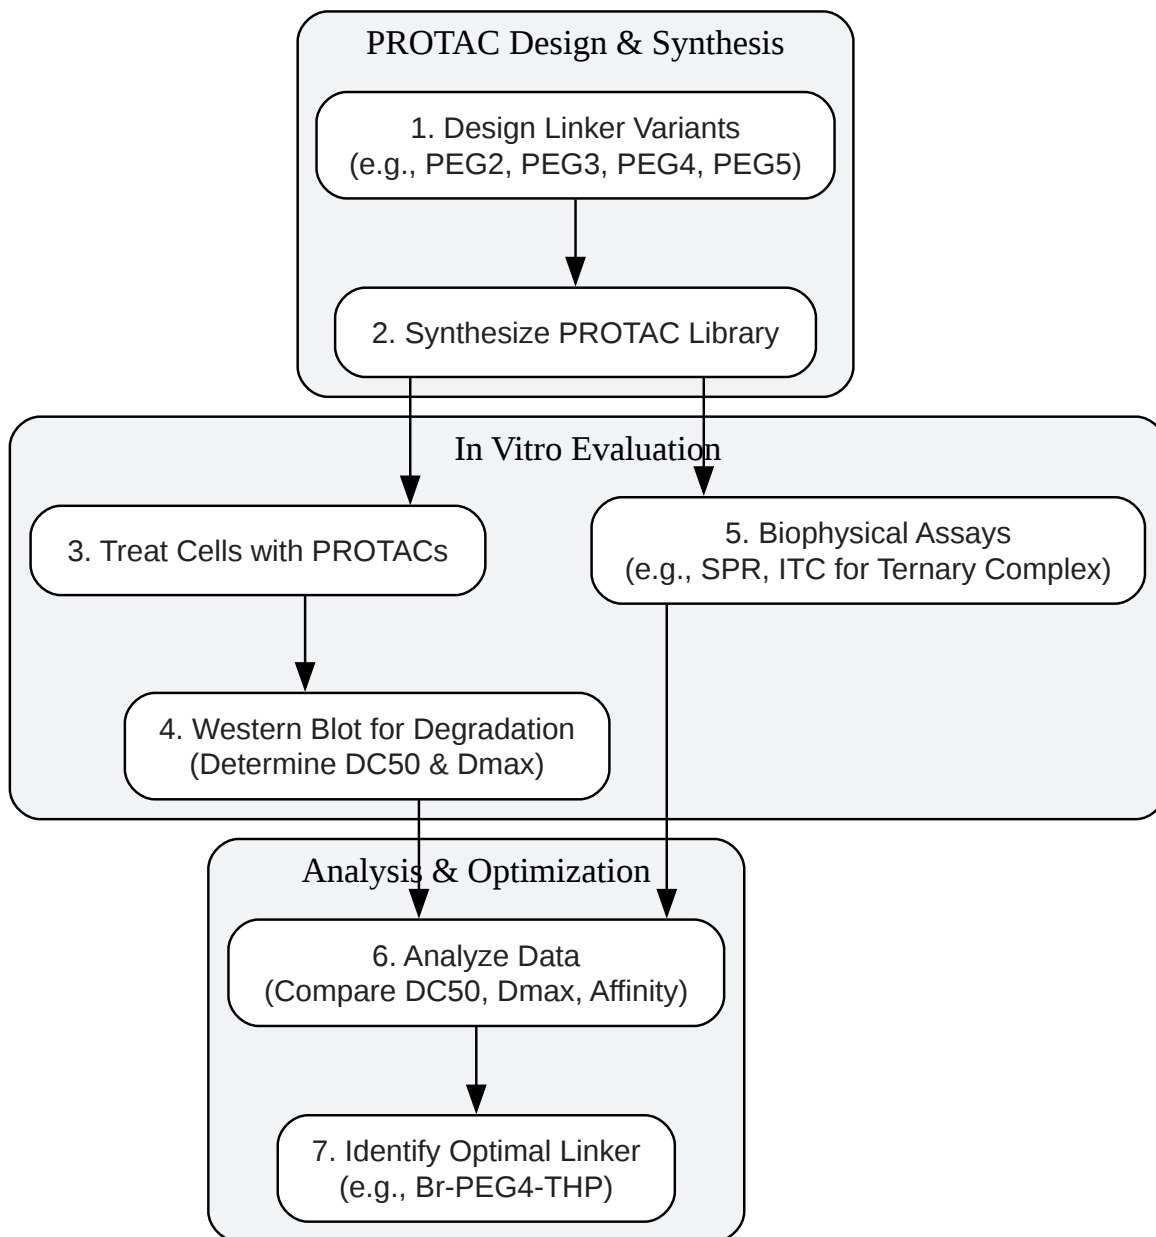 PROTAC Design & Synthesis
1. Design Linker Variants
(e.g., PEG2, PEG3, PEG4, PEG5)
2. Synthesize PROTAC Library
In Vitro Evaluation
3. Treat Cells with PROTACs
5. Biophysical Assays
(e.g., SPR, ITC for Ternary Complex)
4. Western Blot for Degradation
(Determine DC50 & Dmax)
Analysis & Optimization
6. Analyze Data
(Compare DC50, Dmax, Affinity)
7. Identify Optimal Linker
(e.g., Br-PEG4-THP)